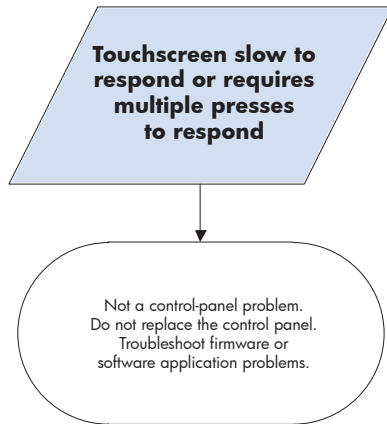 Touchscreen slow to
respond or requires
multiple presses
to respond
Not a control-panel problem.
Do not replace the control panel.
Troubleshoot firmware or
software application problems.